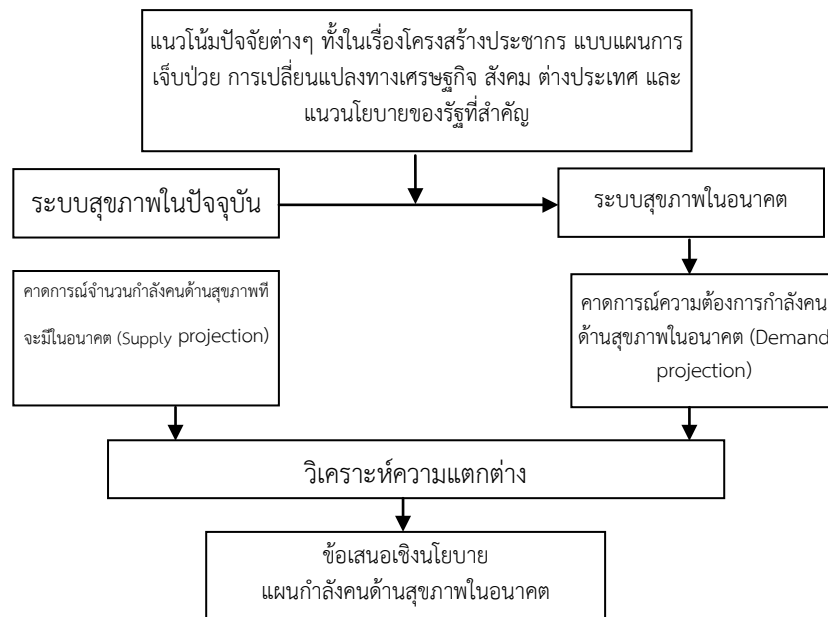 แนวโน้มปัจจัยต่างๆ ทั้งในเรื่องโครงสร้างประชากร แบบแผนการ
เจ็บป่วย การเปลี่ยนแปลงทางเศรษฐกิจ สังคม ต่างประเทศ และ
แนวนโยบายของรัฐที่สำคัญ
ระบบสุขภาพในปัจจุบัน
ระบบสุขภาพในอนาคต
คาดการณ์จำนวนกำลังคนด้านสุขภาพที
จะมีในอนาคต (Supply projection)
คาดการณ์ความต้องการกำลังคน
ด้านสุขภาพในอนาคต (Demand
projection)
วิเคราะห์ความแตกต่าง
ข้อเสนอเชิงนโยบาย
แผนกำลังคนด้านสุขภาพในอนาคต